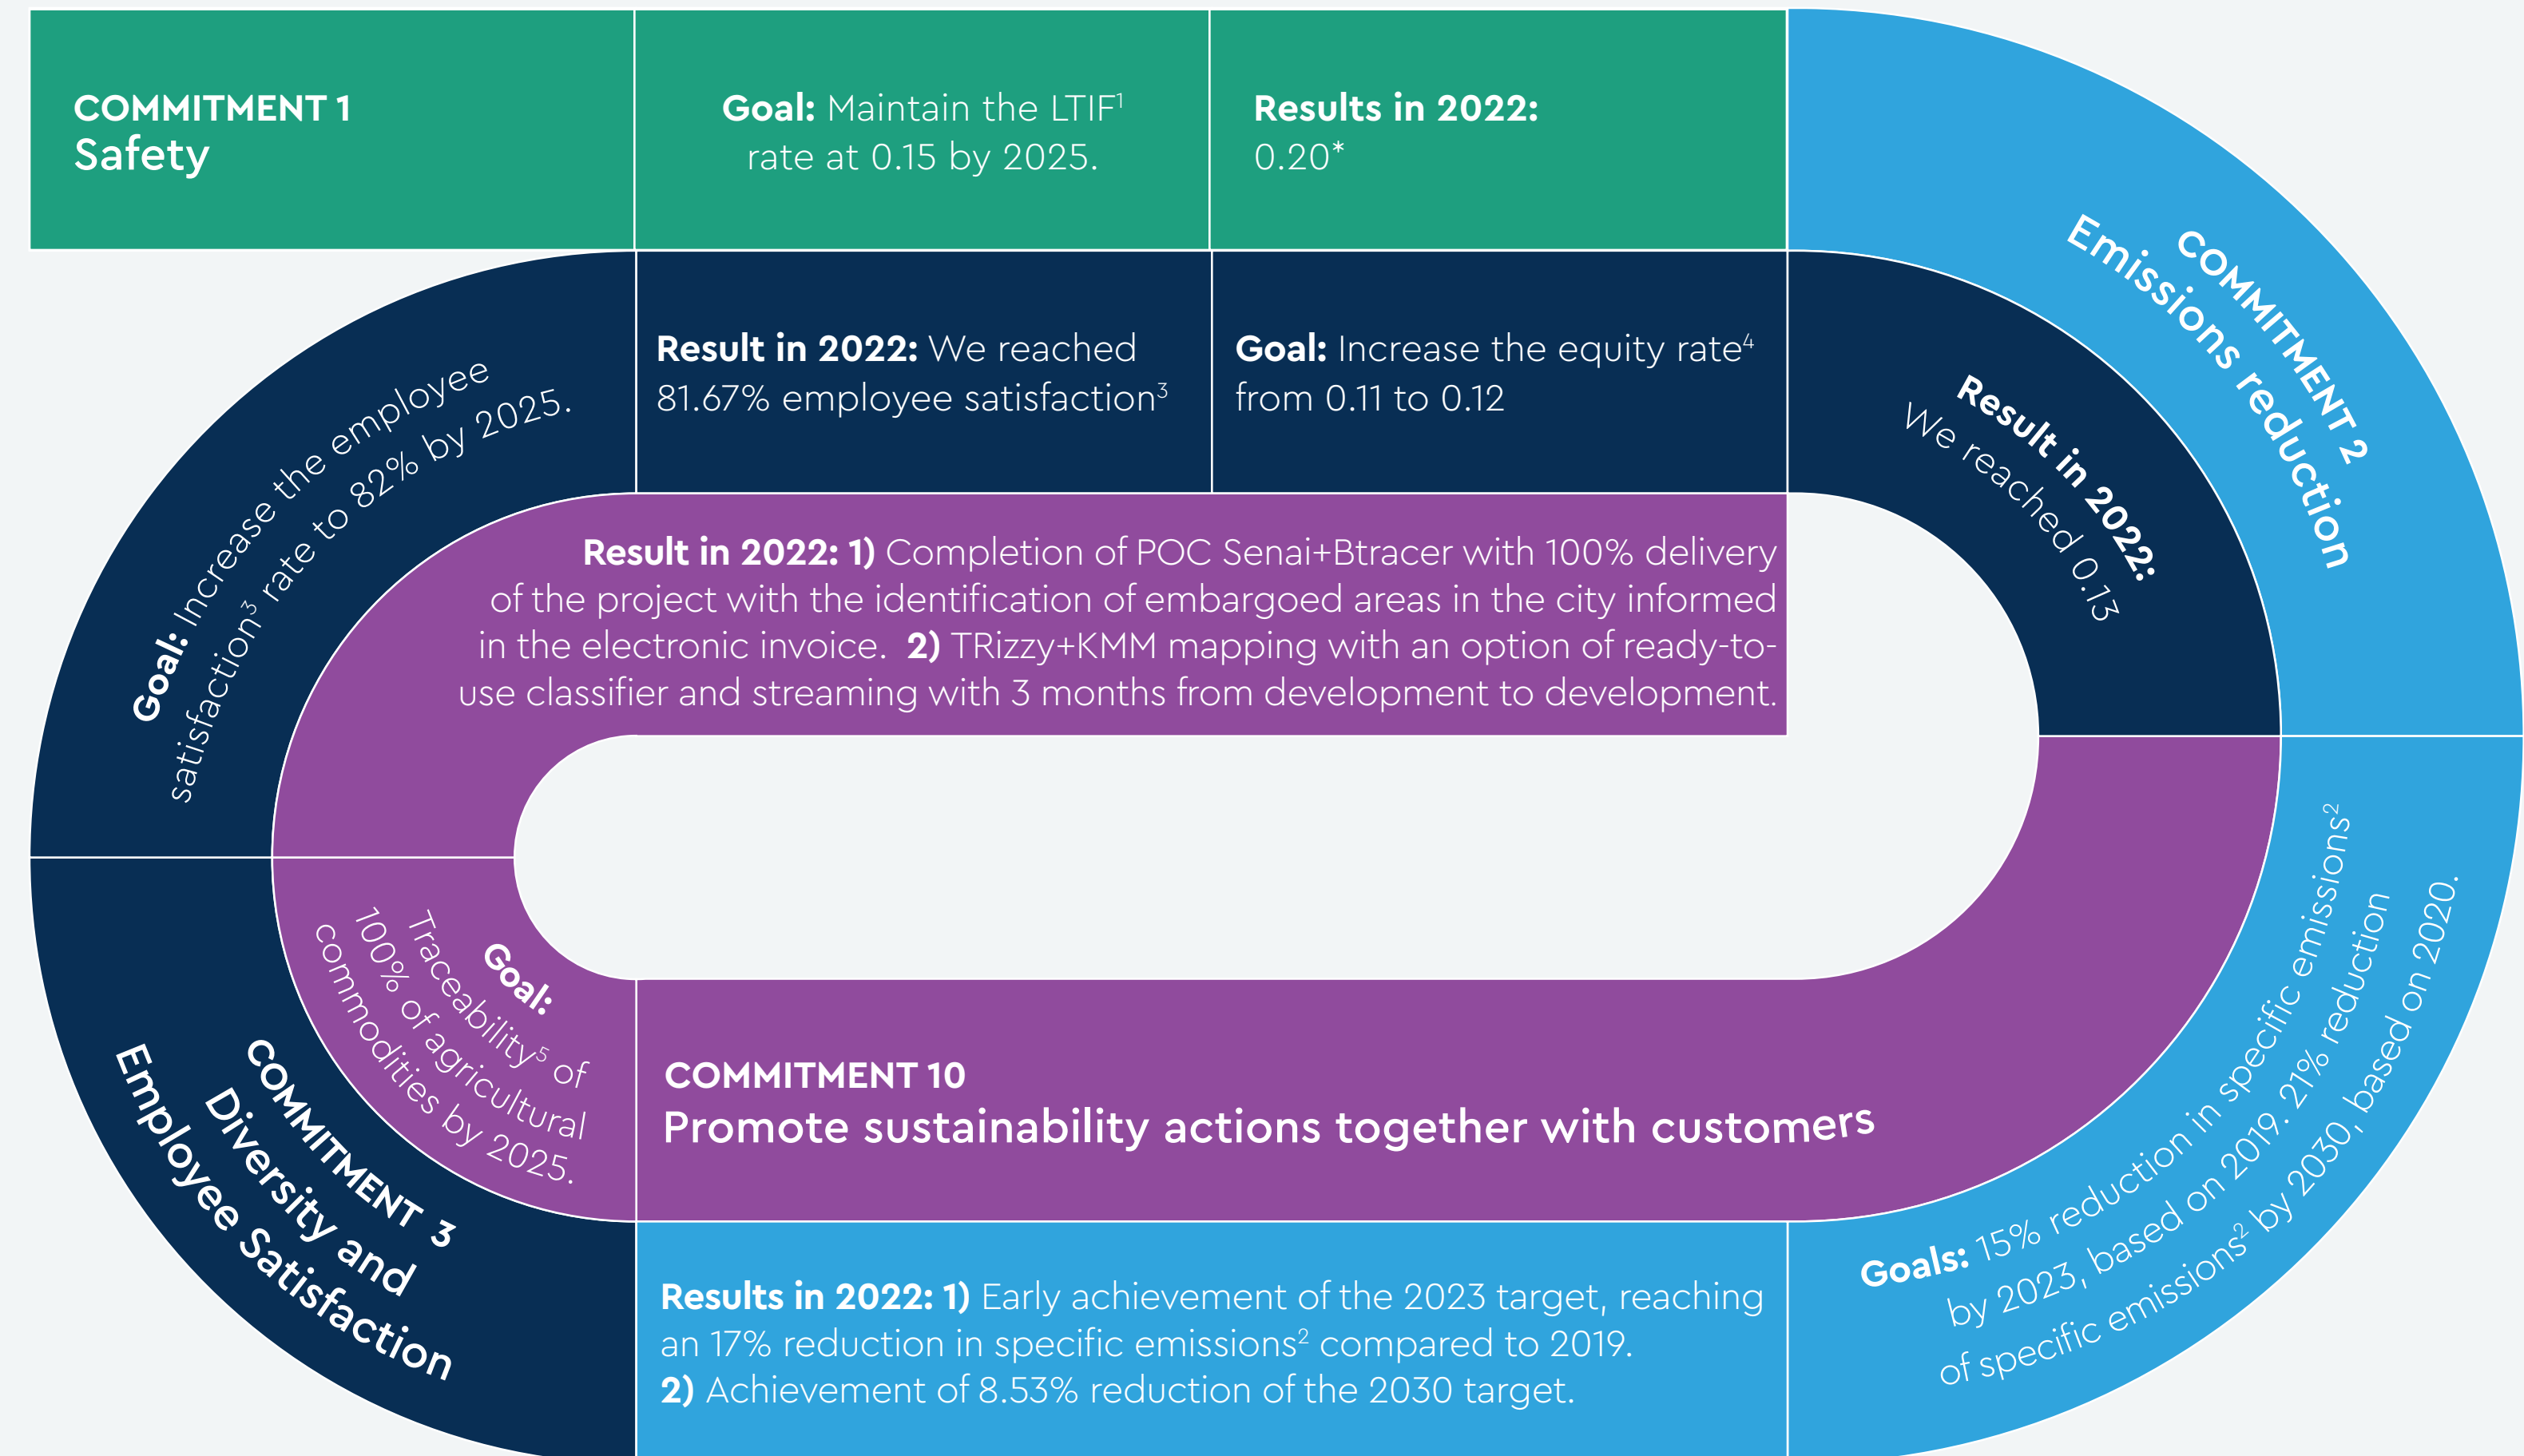 COMMITMENT 1
Safety
Goal: Maintain the LTIF¹
rate at 0.15 by 2025.
Results in 2022:
0.20*
COMMITMENT 2
Emissions reduction
Goals: 15% reduction in specific emissions²
by 2023, based on 2019. 21% reduction
of specific emissions² by 2030, based on 2020.
Results in 2022: 1) Early achievement of the 2023 target, reaching
an 17% reduction in specific emissions² compared to 2019.
2) Achievement of 8.53% reduction of the 2030 target.
COMMITMENT 3
Diversity and
Employee Satisfaction
Goal: Increase the employee
satisfaction³ rate to 82% by 2025.
Result in 2022: We reached
81.67% employee satisfaction³
Goal: Increase the equity rate⁴
from 0.11 to 0.12
Result in 2022:
We reached 0.13
COMMITMENT 10
Promote sustainability actions together with customers
Goal:
Traceability⁵ of
100% of agricultural
commodities by 2025.
Result in 2022: 1) Completion of POC Senai+Btracer with 100% delivery
of the project with the identification of embargoed areas in the city informed
in the electronic invoice. 2) TRizzy+KMM mapping with an option of ready-to-
use classifier and streaming with 3 months from development to development.